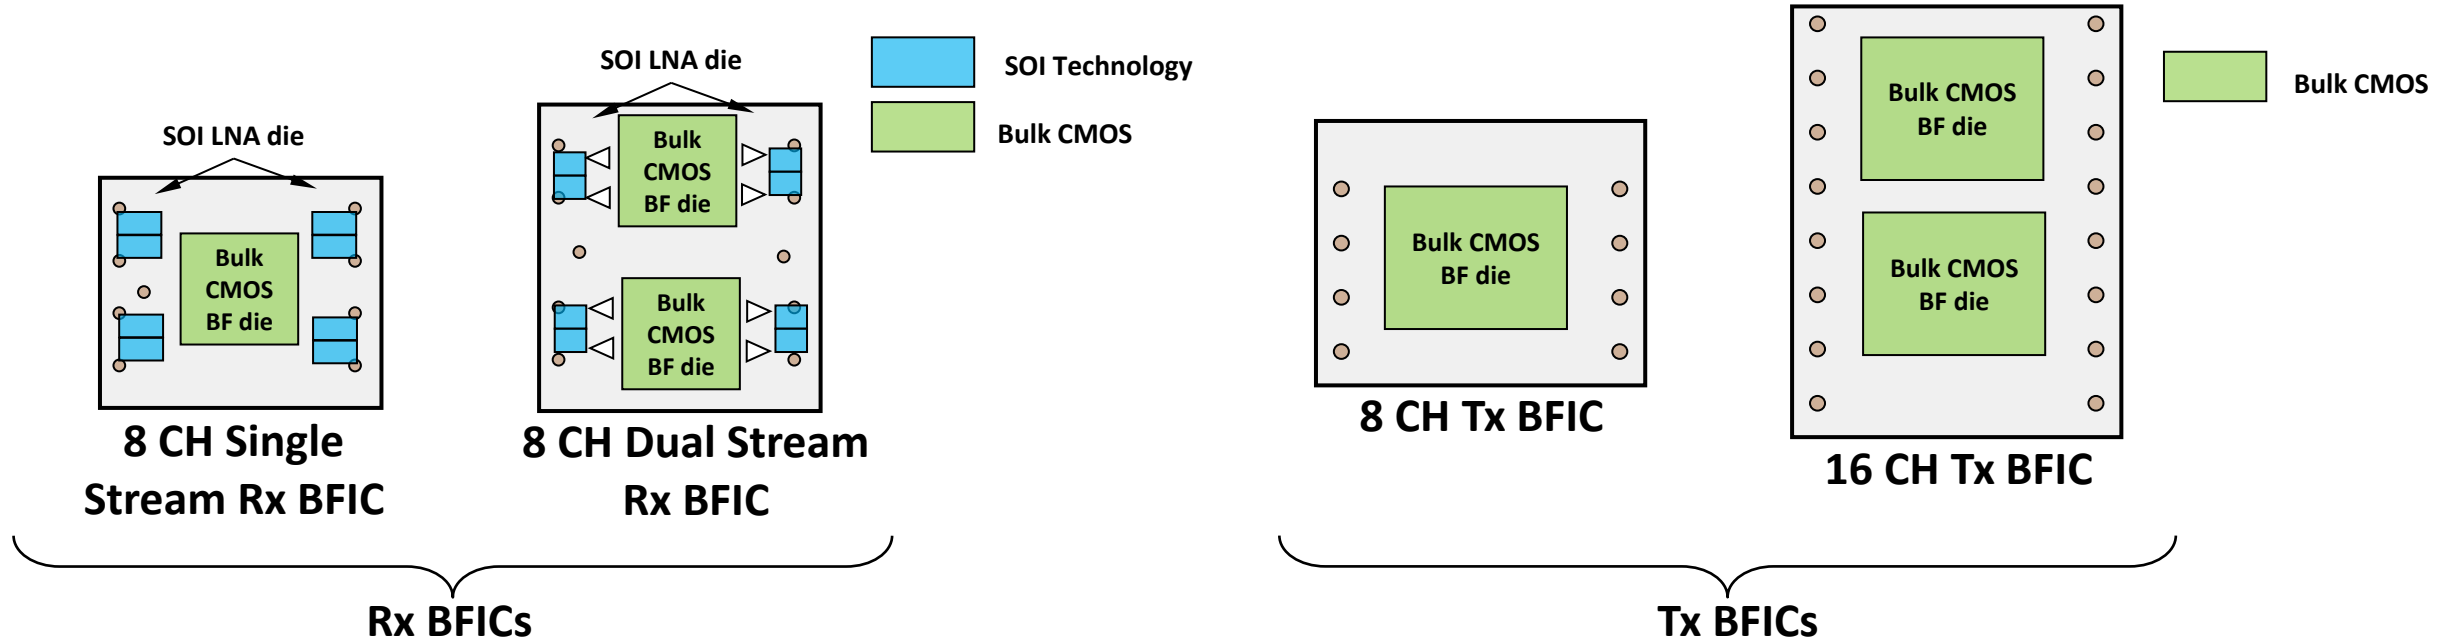 SOI LNA die
Bulk
CMOS
BF die
8 CH Single
Stream Rx BFIC
SOI LNA die
Bulk
CMOS
BF die
Bulk
CMOS
BF die
8 CH Dual Stream
Rx BFIC
SOI Technology
Bulk CMOS
Rx BFICs
Bulk CMOS
BF die
8 CH Tx BFIC
Bulk CMOS
BF die
Bulk CMOS
BF die
16 CH Tx BFIC
Bulk CMOS
Tx BFICs